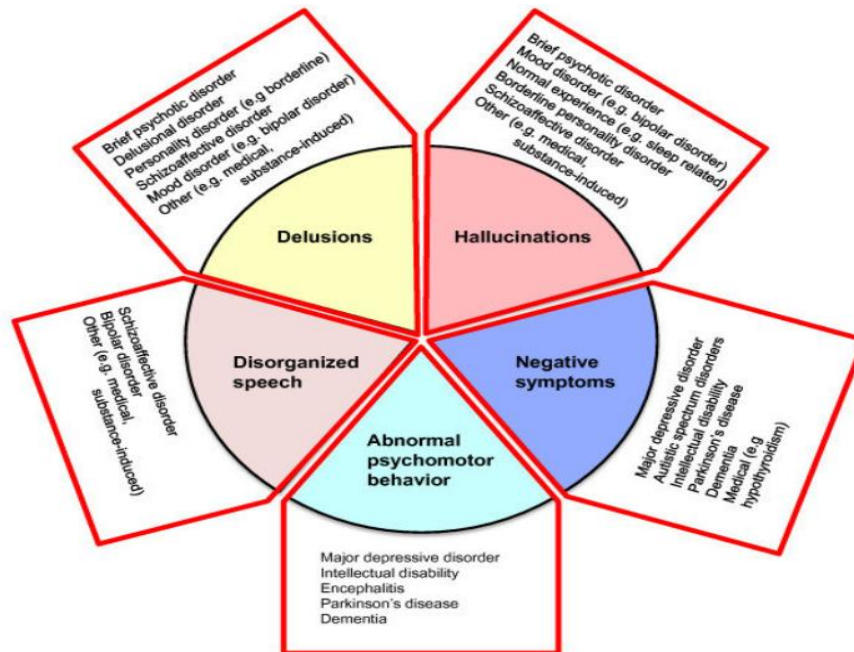 Brief psychotic disorder
Delusional disorder
Personality disorder (e.g borderline)
Schizoaffective disorder
Mood disorder (e.g. bipolar disorder)
Other (e.g. medical,
substance-induced)
Delusions
Brief psychotic disorder
Mood disorder (e.g. bipolar disorder)
Normal experience (e.g. sleep related)
Borderline personality disorder
Schizoaffective disorder
Other (e.g. medical,
substance-induced)
Hallucinations
Schizoaffective disorder
Bipolar disorder
Other (e.g. medical,
substance-induced)
Disorganized
speech
Negative
symptoms
Major depressive disorder
Autistic spectrum disorders
Intellectual disability
Parkinson's disease
Dementia
Medical (e.g
hypothyroidism)
Abnormal
psychomotor
behavior
Major depressive disorder
Intellectual disability
Encephalitis
Parkinson's disease
Dementia